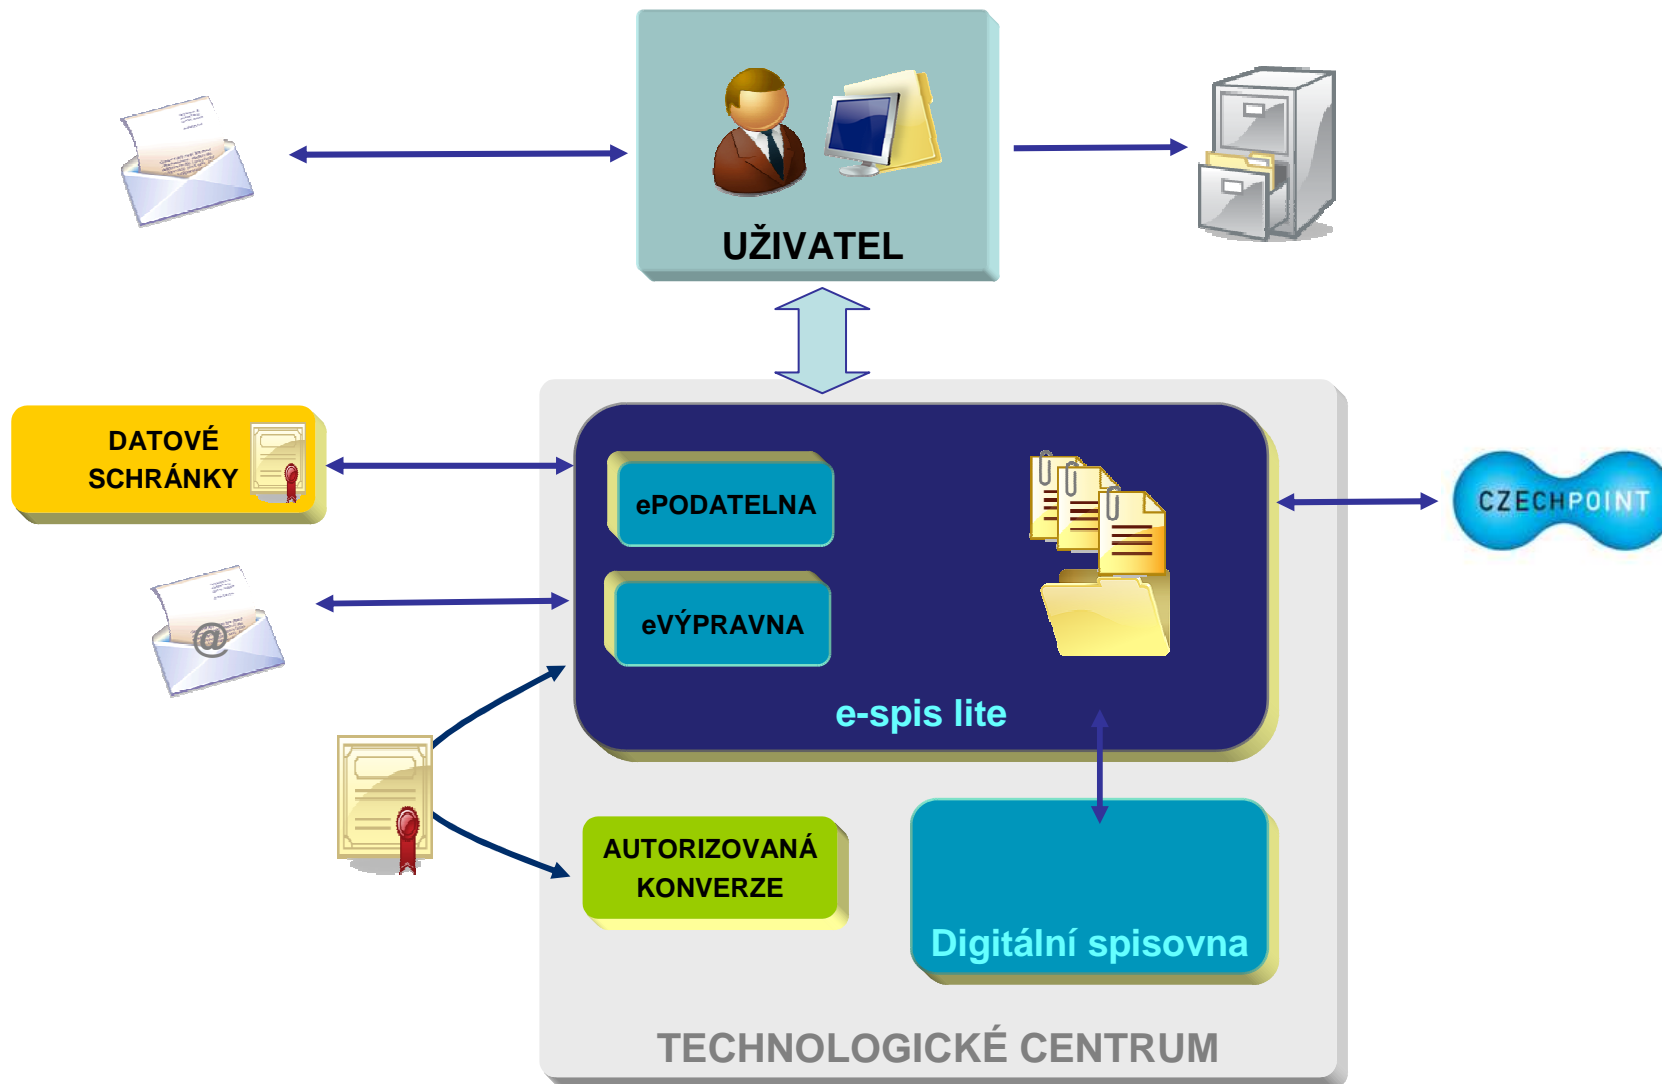 UŽIVATEL
DATOVÉ
SCHRÁNKY
ePODATELNA
CZECHPOINT
@
eVÝPRAVNA
e-spis lite
AUTORIZOVANÁ
KONVERZE
Digitální spisovna
TECHNOLOGICKÉ CENTRUM